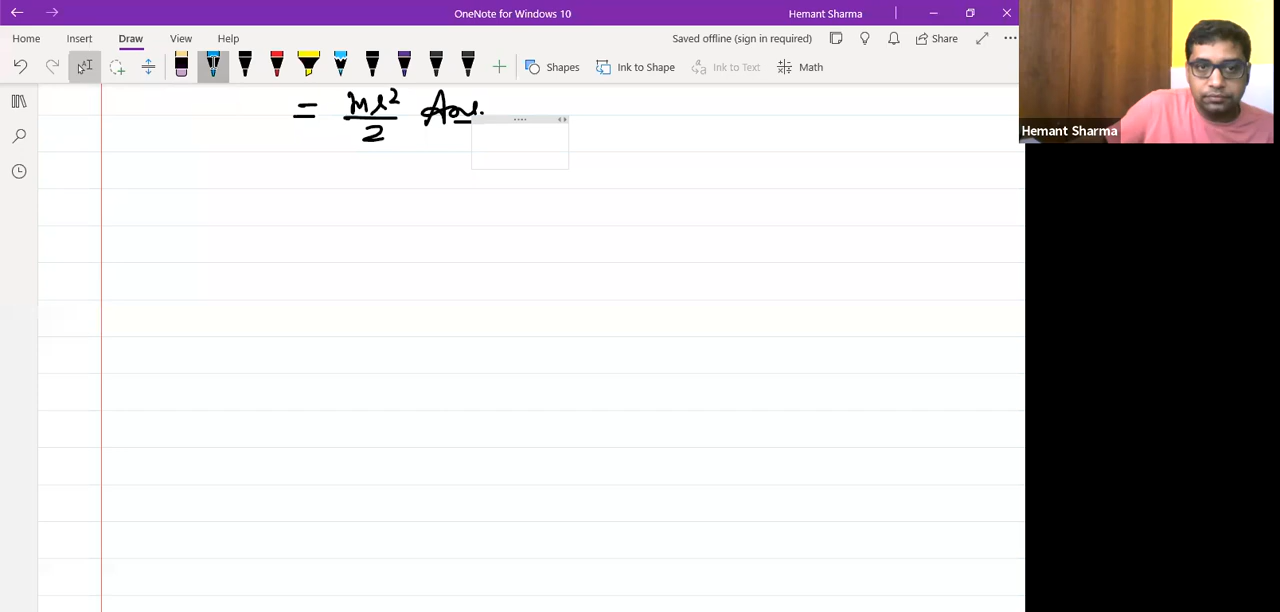 OneNote for Windows 10
Hemant Sharma
Home
Insert
Draw
View
Help
Saved offline (sign in required)
Share
Shapes
Ink to Shape
Ink to Text
Math
= Mr²/2 Ans.
Hemant Sharma